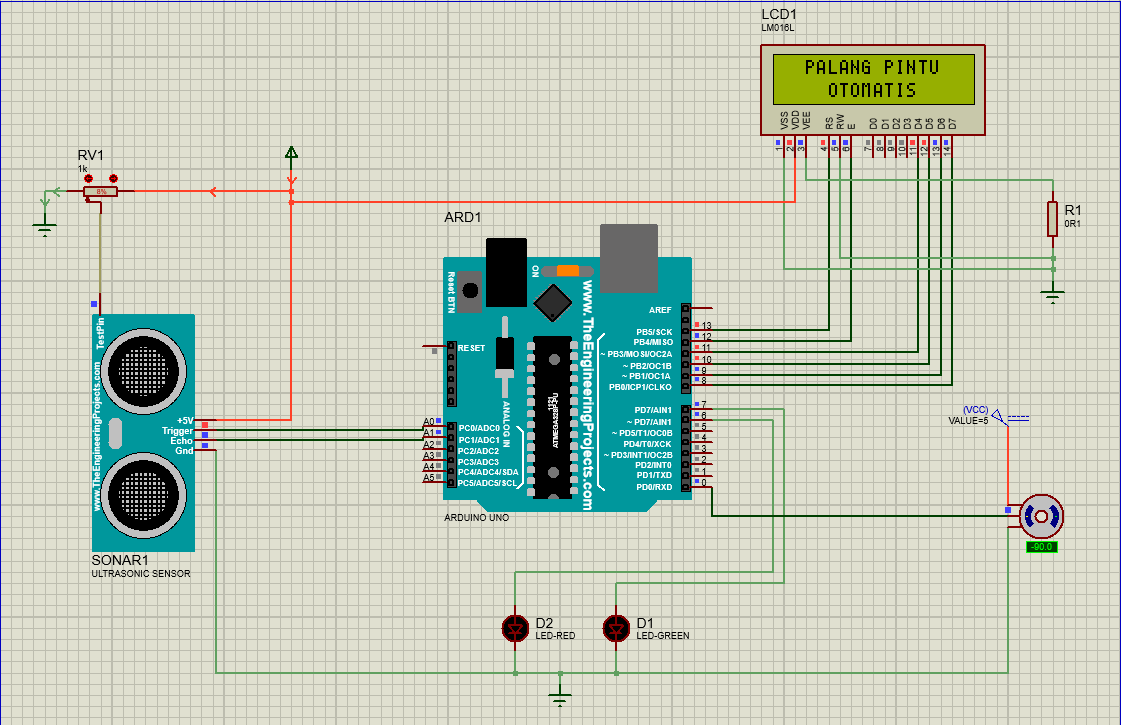 LCD1
LM016L
PALANG PINTU
OTOMATIS
VSS
VDD
VEE
RS
RW
E
D0
D1
D2
D3
D4
D5
D6
D7
1
2
3
4
5
6
7
8
9
10
11
12
13
14
RV1
1k
8%
R1
0R1
ARD1
Reset BTN
ON
www.TheEngineeringProjects.com
RESET
AREF
PB5/SCK
13
PB4/MISO
12
~ PB3/MOSI/OC2A
11
~ PB2/OC1B
10
~ PB1/OC1A
9
PB0/ICP1/CLKO
8
PD7/AIN1
7
~ PD7/AIN1
6
~ PD5/T1/OC0B
5
PD4/T0/XCK
4
~ PD3/INT1/OC2B
3
PD2/INT0
2
PD1/TXD
1
PD0/RXD
0
ANALOG IN
ATMEGA328P-PU
1121
A0
PC0/ADC0
A1
PC1/ADC1
A2
PC2/ADC2
A3
PC3/ADC3
A4
PC4/ADC4/SDA
A5
PC5/ADC5/SCL
ARDUINO UNO
TestPin
www.TheEngineeringProjects.com
+5V
Trigger
Echo
Gnd
SONAR1
ULTRASONIC SENSOR
(VCC)
VALUE=5
-90.0
D2
LED-RED
D1
LED-GREEN